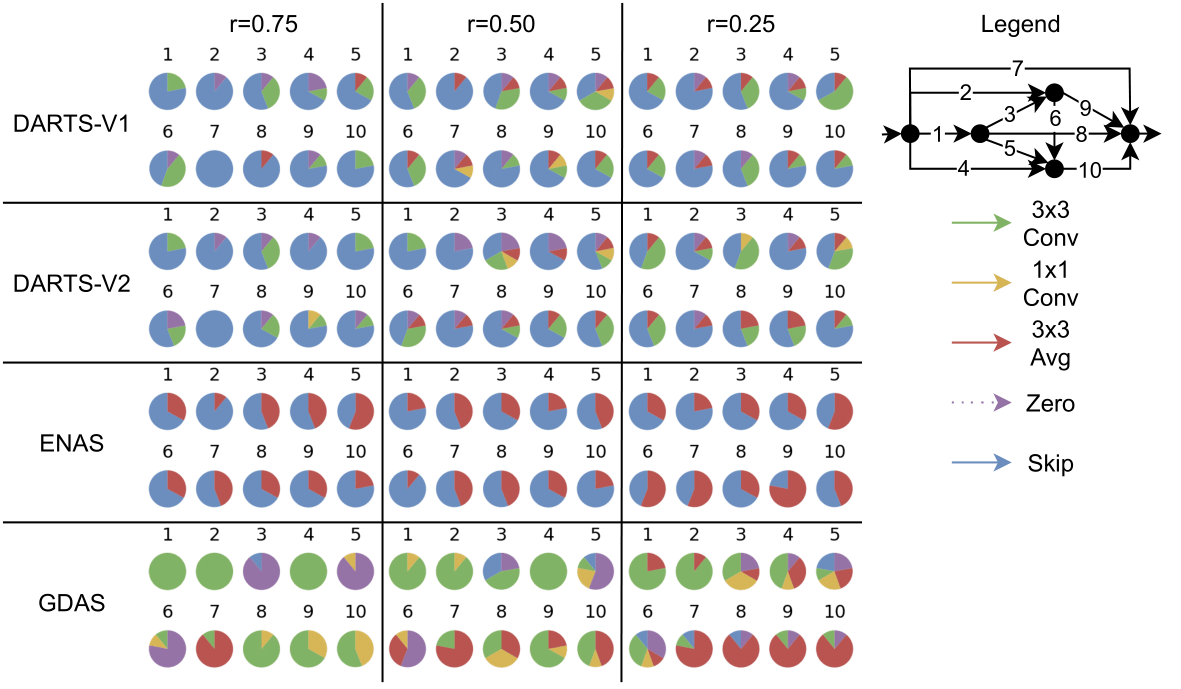 r=0.75 r=0.50 r=0.25 Legend
1 2 3 4 5 1 2 3 4 5 1 2 3 4 5
DARTS-V1
6 7 8 9 10 6 7 8 9 10 6 7 8 9 10
1 2 3 4 5 1 2 3 4 5 1 2 3 4 5
DARTS-V2
6 7 8 9 10 6 7 8 9 10 6 7 8 9 10
1 2 3 4 5 1 2 3 4 5 1 2 3 4 5
ENAS
6 7 8 9 10 6 7 8 9 10 6 7 8 9 10
1 2 3 4 5 1 2 3 4 5 1 2 3 4 5
GDAS
6 7 8 9 10 6 7 8 9 10 6 7 8 9 10
7
2
3 6 9
1 8
5
4 10
3x3
Conv
1x1
Conv
3x3
Avg
Zero
Skip